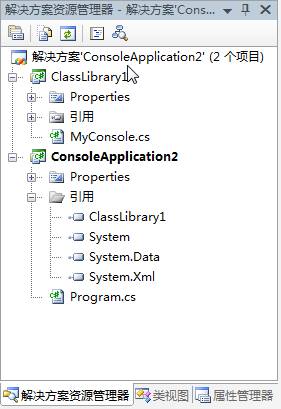 解决方案资源管理器 - 解决方案'Cons...
解决方案'ConsoleApplication2' (2 个项目)
ClassLibrary1
Properties
引用
MyConsole.cs
ConsoleApplication2
Properties
引用
ClassLibrary1
System
System.Data
System.Xml
Program.cs
解决方案资源管理器 类视图 属性管理器